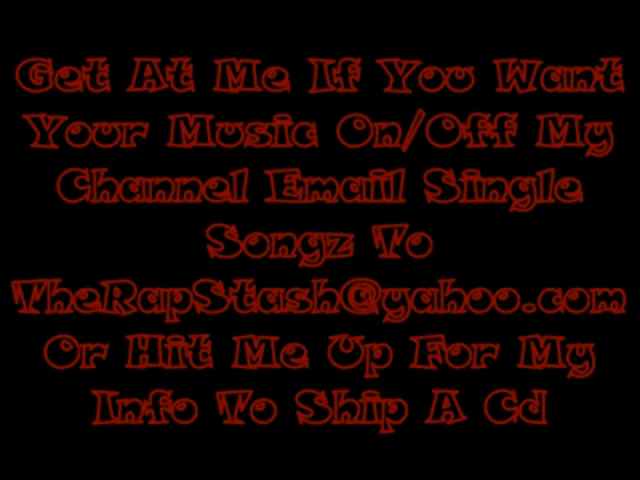 Get At Me If You Want
Your Music On/Off My
Channel Email Single
Songz To
TheRapStash@yahoo.com
Or Hit Me Up For My
Info To Ship A Cd